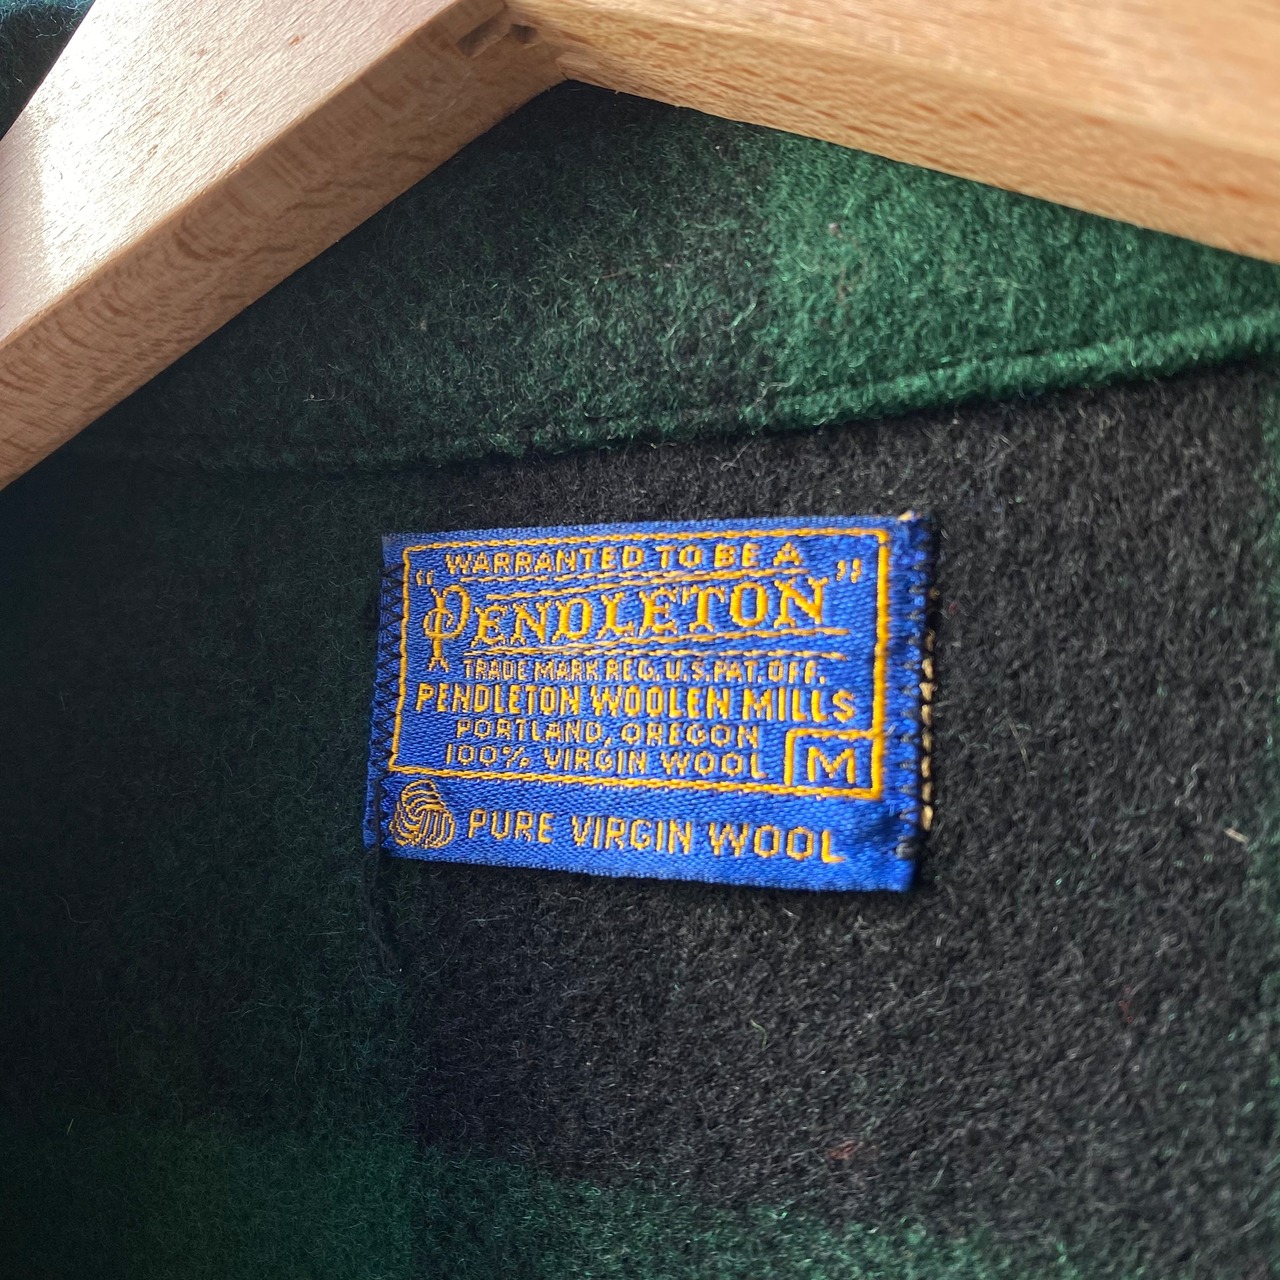 WARRANTED TO BE A
"PENDLETON"
TRADE MARK REG. U.S. PAT. OFF.
PENDLETON WOOLEN MILLS
PORTLAND, OREGON
100% VIRGIN WOOL M
PURE VIRGIN WOOL